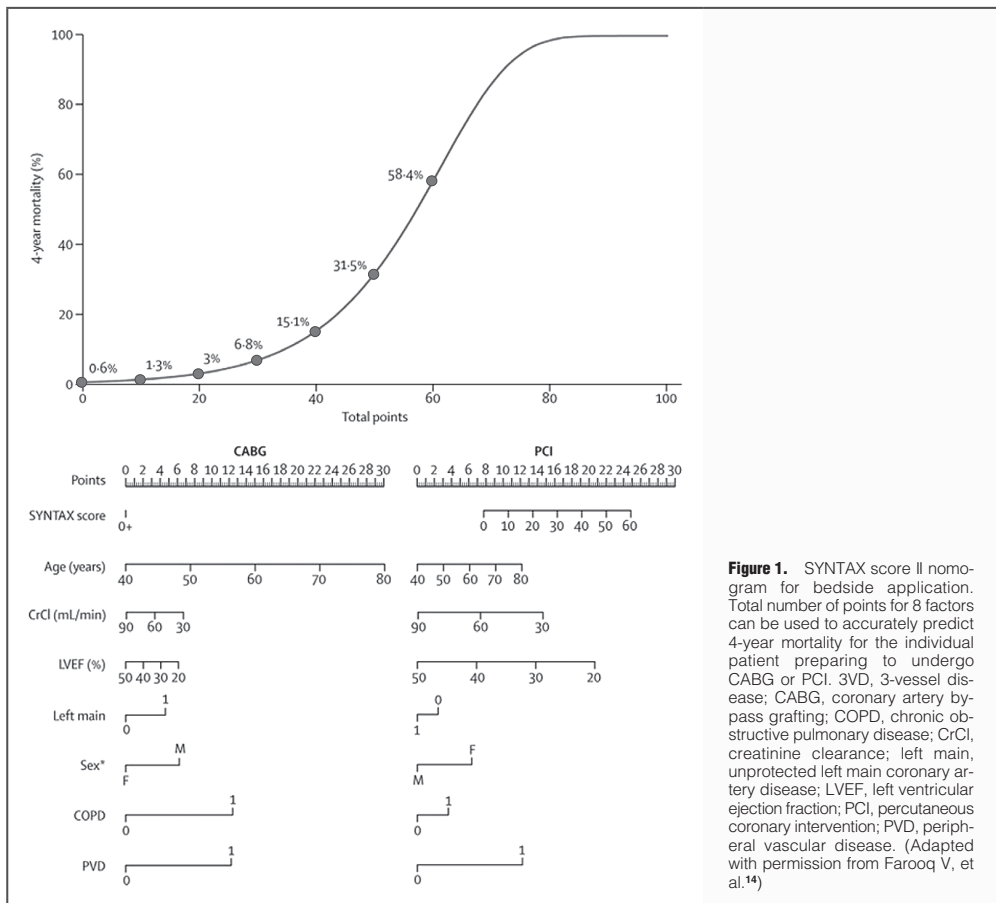 100
80
60
40
20
0
4-year mortality (%)
0·6%
1·3%
3%
6·8%
15·1%
31·5%
58·4%
0 20 40 60 80 100
Total points
CABG PCI
Points 0 2 4 6 8 10 12 14 16 18 20 22 24 26 28 30 0 2 4 6 8 10 12 14 16 18 20 22 24 26 28 30
SYNTAX score
0+ 0 10 20 30 40 50 60
Age (years)
40 50 60 70 80 40 50 60 70 80
CrCl (mL/min)
90 60 30 90 60 30
LVEF (%)
50 40 30 20 50 40 30 20
1 0
Left main
0 1
M F
Sex*
F M
1 1
COPD
0 0
1 1
PVD
0 0
Figure 1. SYNTAX score II nomo-
gram for bedside application.
Total number of points for 8 factors
can be used to accurately predict
4-year mortality for the individual
patient preparing to undergo
CABG or PCI. 3VD, 3-vessel dis-
ease; CABG, coronary artery by-
pass grafting; COPD, chronic ob-
structive pulmonary disease; CrCl,
creatinine clearance; left main,
unprotected left main coronary ar-
tery disease; LVEF, left ventricular
ejection fraction; PCI, percutaneous
coronary intervention; PVD, periph-
eral vascular disease. (Adapted
with permission from Farooq V, et
al.14)